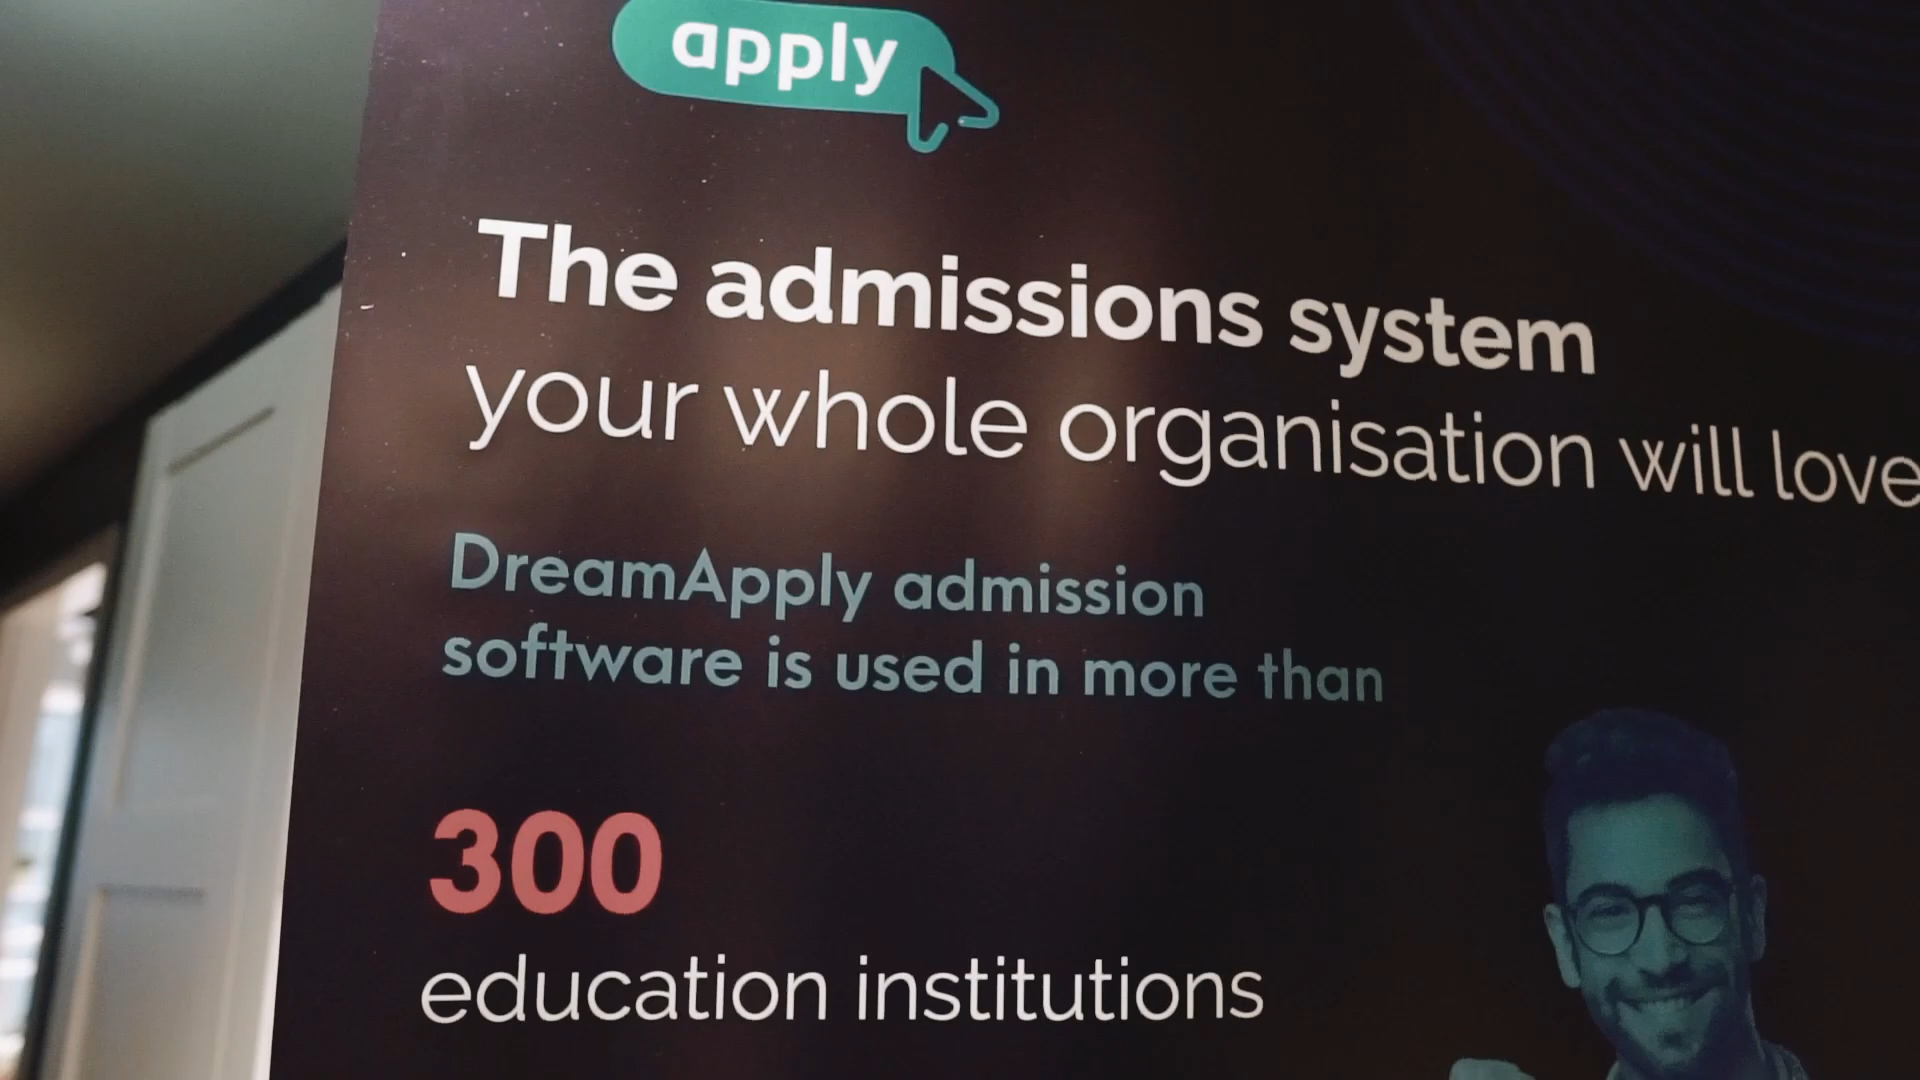 apply
The admissions system
your whole organisation will love
DreamApply admission
software is used in more than
300
education institutions